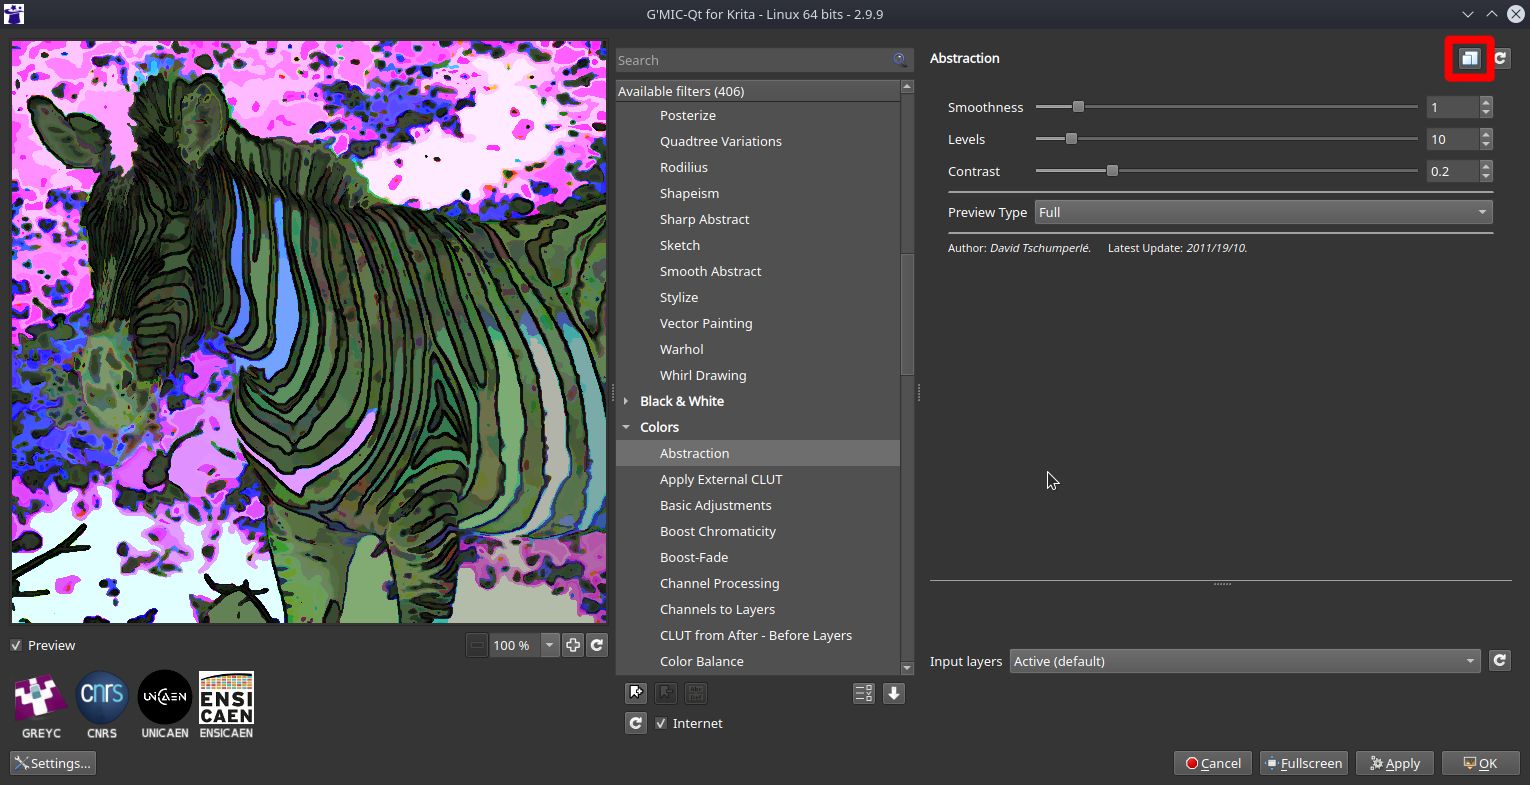 G'MIC-Qt for Krita - Linux 64 bits - 2.9.9
Search
Available filters (406)
Posterize
Quadtree Variations
Rodilius
Shapeism
Sharp Abstract
Sketch
Smooth Abstract
Stylize
Vector Painting
Warhol
Whirl Drawing
Black & White
Colors
Abstraction
Apply External CLUT
Basic Adjustments
Boost Chromaticity
Boost-Fade
Channel Processing
Channels to Layers
CLUT from After - Before Layers
Color Balance
Internet
Abstraction
Smoothness 1
Levels 10
Contrast 0.2
Preview Type Full
Author: David Tschumperlé. Latest Update: 2011/19/10.
Input layers Active (default)
Preview 100 %
cnrs UNICAEN ENSI
CAEN
GREYC CNRS UNICAEN ENSICAEN
Settings... Cancel Fullscreen Apply OK